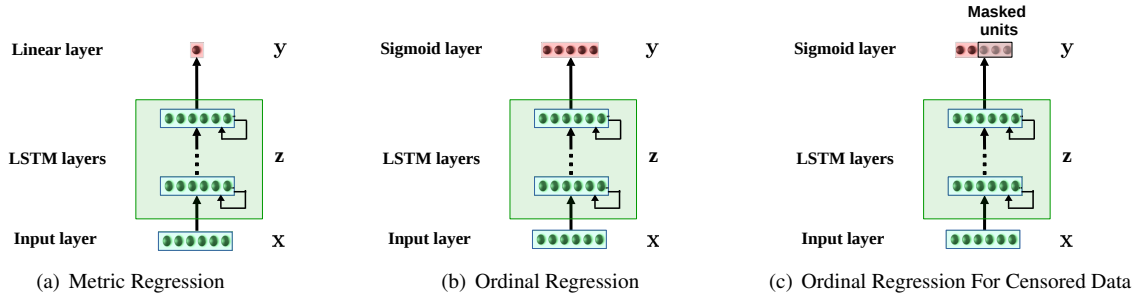 Linear layer
y
LSTM layers
z
Input layer
x
(a) Metric Regression
Sigmoid layer
y
LSTM layers
z
Input layer
x
(b) Ordinal Regression
Masked
units
Sigmoid layer
y
LSTM layers
z
Input layer
x
(c) Ordinal Regression For Censored Data